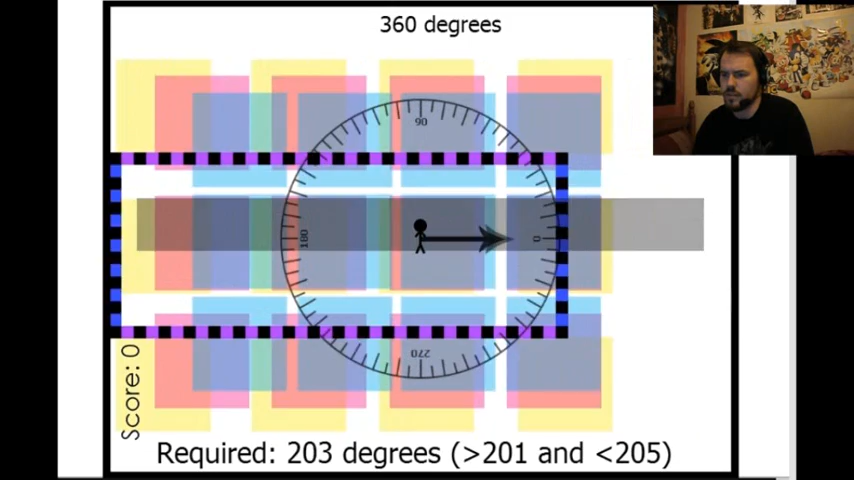 360 degrees
90
180
0
270
Score: 0
Required: 203 degrees (>201 and <205)